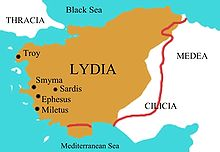 Black Sea
THRACIA
Troy
LYDIA
MEDEA
Smyrna
Sardis
Ephesus
Miletus
CILICIA
Mediterranean Sea